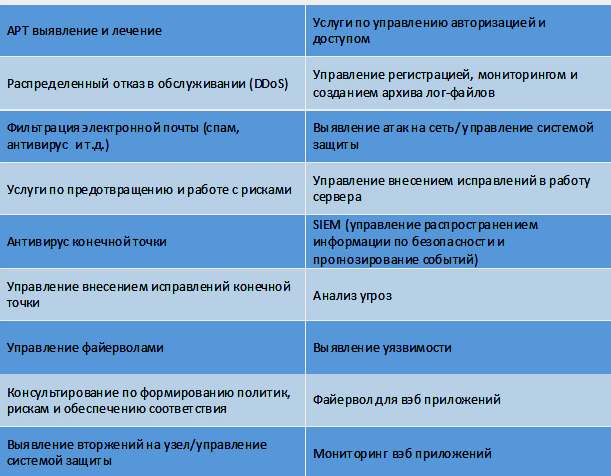 АРТ выявление и лечение
Услуги по управлению авторизацией и
доступом
Распределенный отказ в обслуживании (DDoS)
Управление регистрацией, мониторингом и
созданием архива лог-файлов
Фильтрация электронной почты (спам,
антивирус и т.д.)
Выявление атак на сеть/управление системой
защиты
Услуги по предотвращению и работе с рисками
Управление внесением исправлений в работу
сервера
Антивирус конечной точки
SIEM (управление распространением
информации по безопасности и
прогнозирование событий)
Управление внесением исправлений конечной
точки
Анализ угроз
Управление файерволами
Выявление уязвимости
Консультирование по формированию политик,
рискам и обеспечению соответствия
Файервол для вэб приложений
Выявление вторжений на узел/управление
системой защиты
Мониторинг вэб приложений